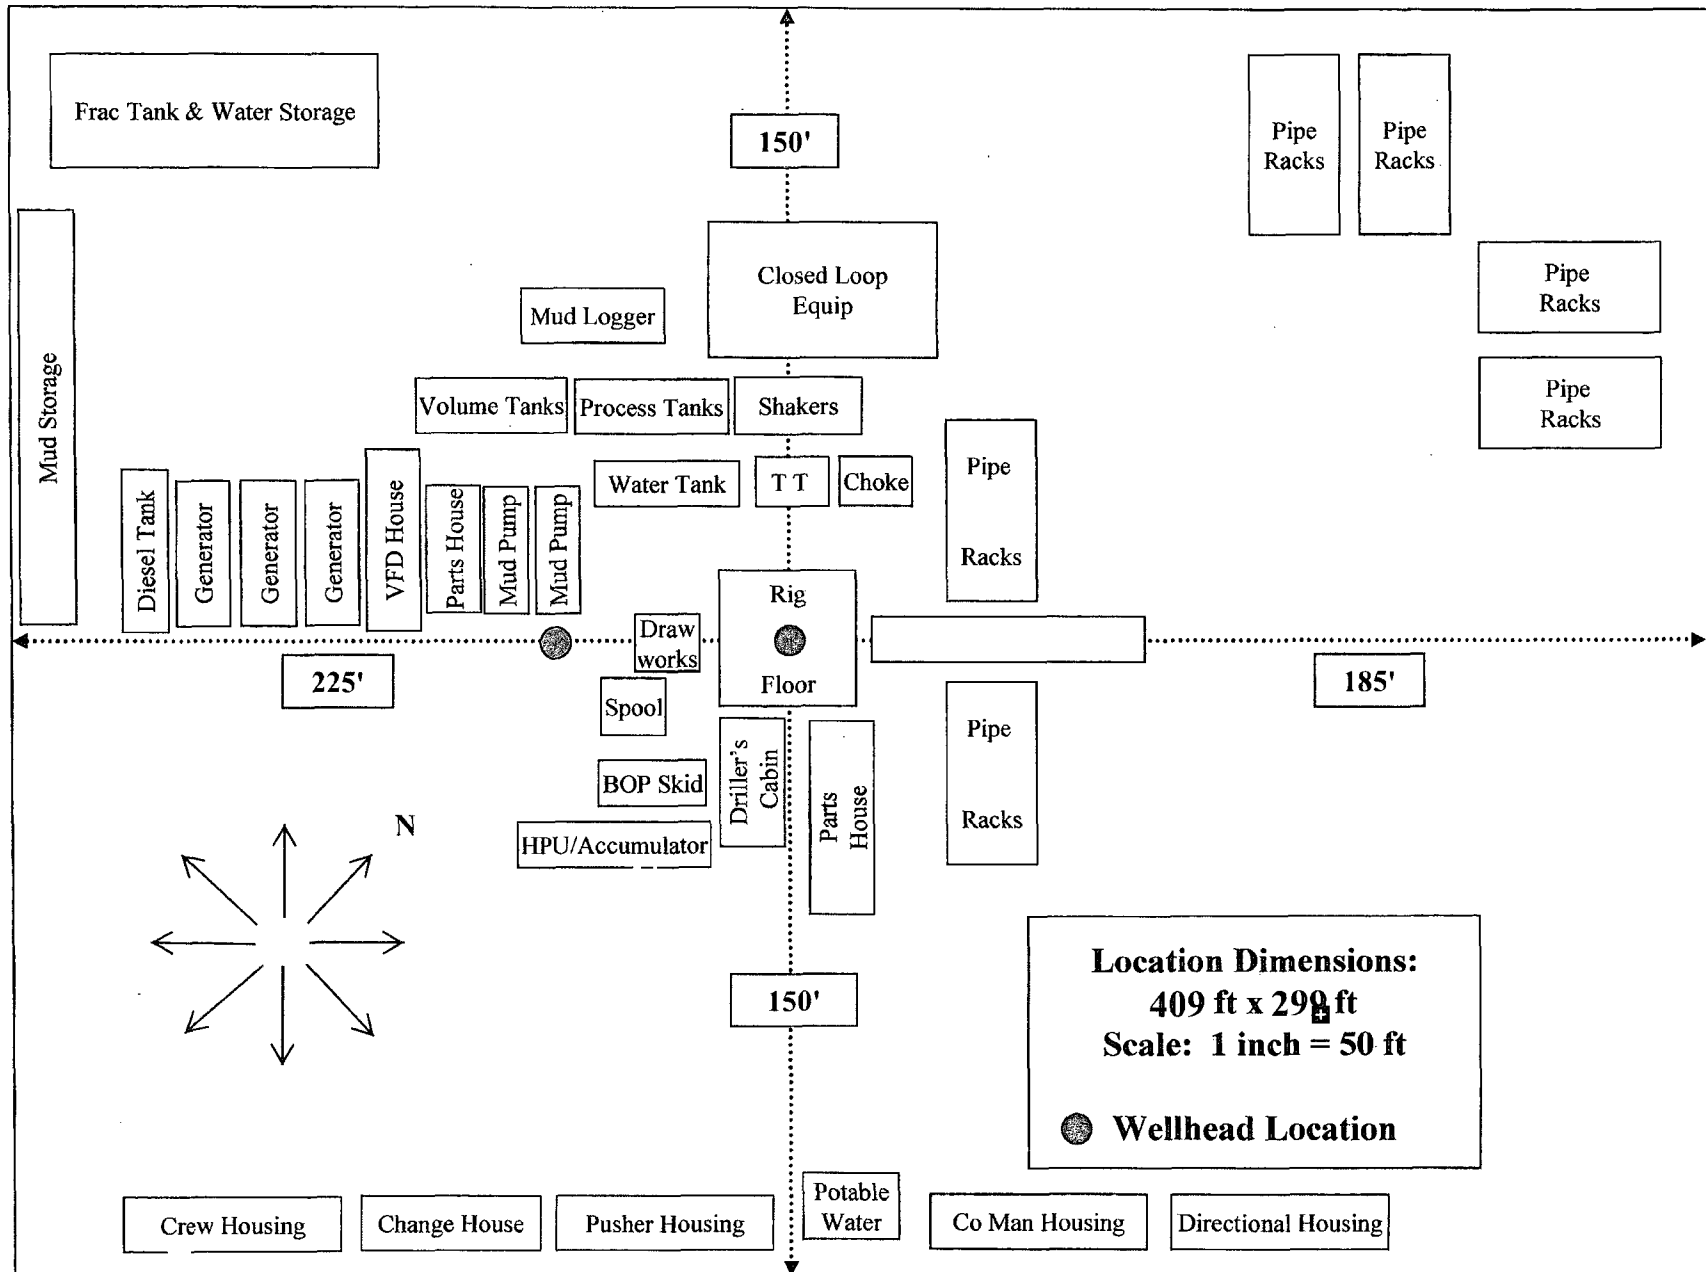 Frac Tank & Water Storage
150'
Pipe
Racks
Pipe
Racks
Closed Loop
Equip
Pipe
Racks
Mud Logger
Mud Storage
Volume Tanks
Process Tanks
Shakers
Pipe
Racks
Water Tank
T T
Choke
Pipe
Racks
Diesel Tank
Generator
Generator
Generator
VFD House
Parts House
Mud Pump
Mud Pump
Rig
Floor
Draw
works
225'
185'
Spool
BOP Skid
Driller's
Cabin
Parts
House
Pipe
Racks
HPU/Accumulator
N
150'
Location Dimensions:
409 ft x 299 ft
Scale: 1 inch = 50 ft
Wellhead Location
Crew Housing
Change House
Pusher Housing
Potable
Water
Co Man Housing
Directional Housing